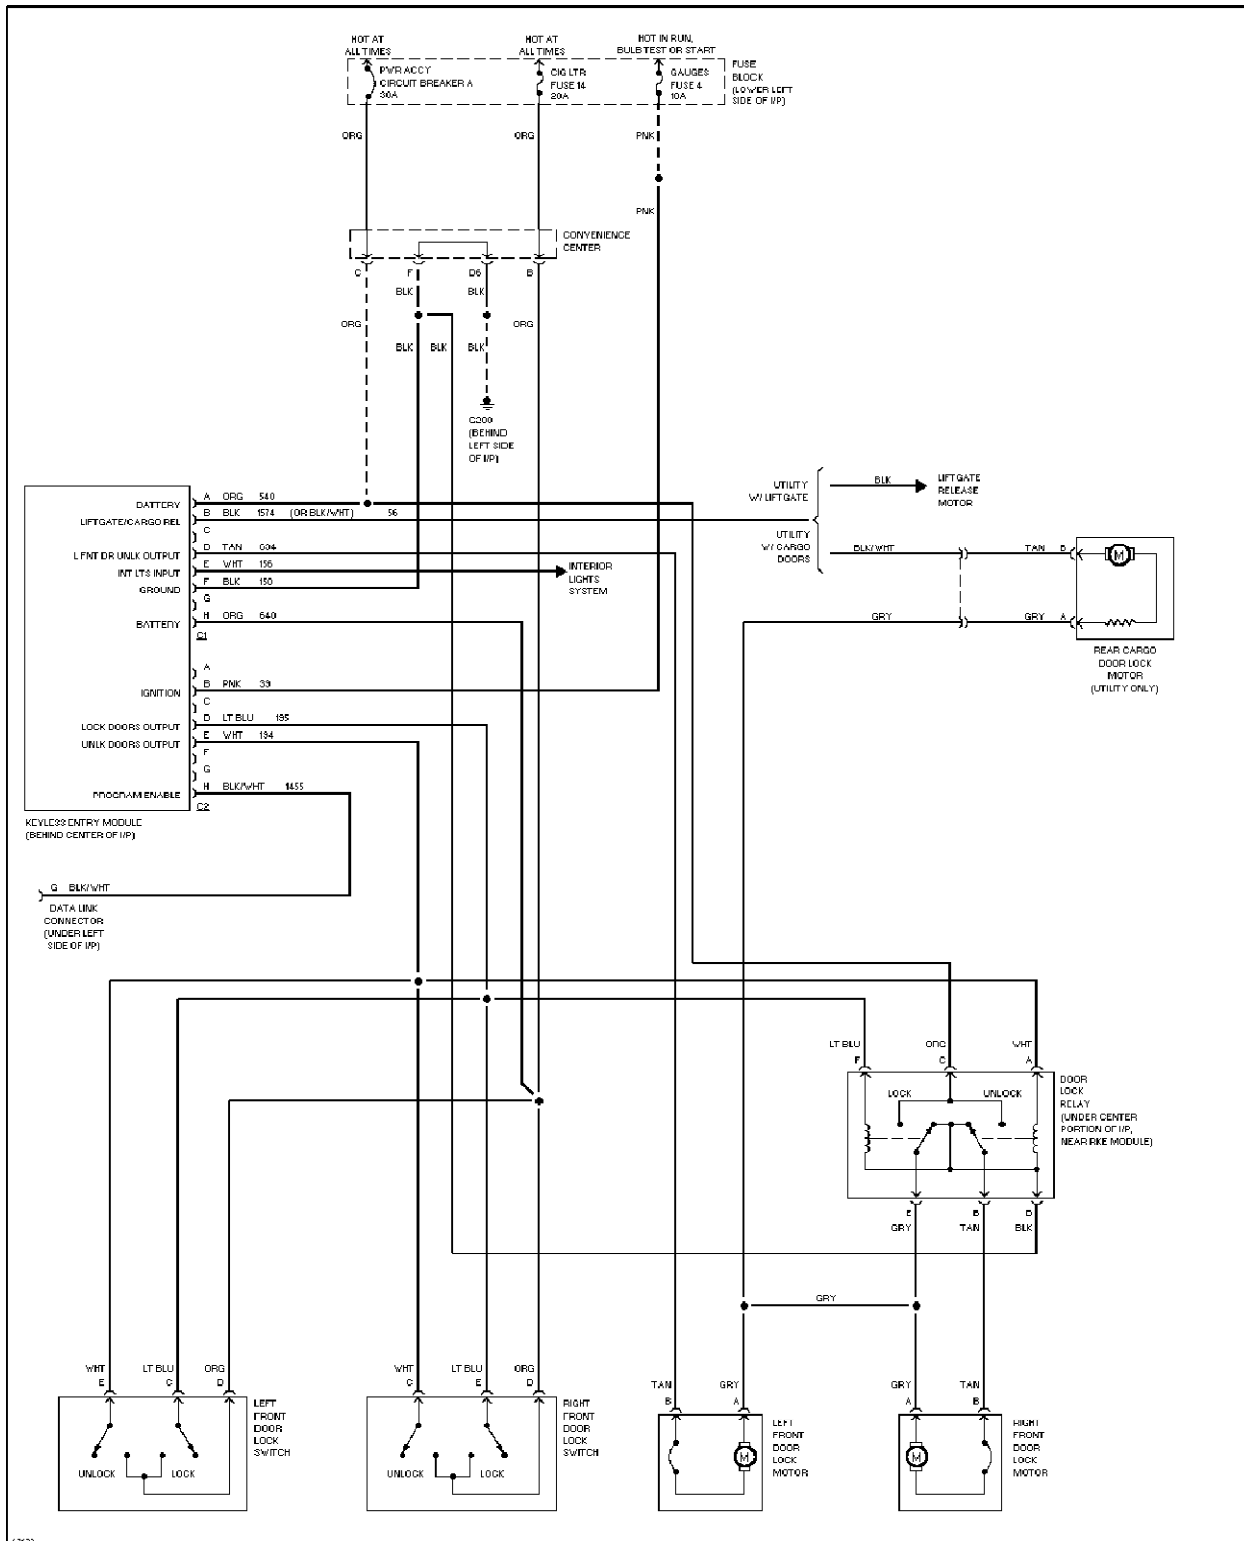 HOT AT
ALL TIMES
HOT AT
ALL TIMES
HOT IN RUN,
BULB TEST OR START
PWR ACCY
CIRCUIT BREAKER A
30A
CIG LTR
FUSE 14
20A
GAUGES
FUSE 4
10A
FUSE
BLOCK
(LOWER LEFT
SIDE OF I/P)
ORG
ORG
PNK
PNK
CONVENIENCE
CENTER
C
F
D6
B
BLK
BLK
ORG
ORG
BLK
BLK
BLK
G200
(BEHIND
LEFT SIDE
OF I/P)
BATTERY
A ORG 540
LIFTGATE/CARGO REL
B BLK 1574 (OR BLK/WHT) 56
C
L FNT DR UNLK OUTPUT
D TAN 694
INT LTS INPUT
E WHT 156
GROUND
F BLK 150
G
BATTERY
H ORG 640
C1
A
IGNITION
B PNK 39
C
LOCK DOORS OUTPUT
D LT BLU 195
UNLK DOORS OUTPUT
E WHT 194
F
G
PROGRAM ENABLE
H BLK/WHT 1455
C2
KEYLESS ENTRY MODULE
(BEHIND CENTER OF I/P)
INTERIOR
LIGHTS
SYSTEM
UTILITY
W/ LIFTGATE
BLK
LIFTGATE
RELEASE
MOTOR
UTILITY
W/ CARGO
DOORS
BLK/WHT
TAN D
M
GRY
GRY A
REAR CARGO
DOOR LOCK
MOTOR
(UTILITY ONLY)
G BLK/WHT
DATA LINK
CONNECTOR
(UNDER LEFT
SIDE OF I/P)
LT BLU
F
ORG
C
WHT
A
LOCK
UNLOCK
DOOR
LOCK
RELAY
(UNDER CENTER
PORTION OF I/P,
NEAR RKE MODULE)
E
GRY
B
TAN
D
BLK
GRY
WHT
E
LT BLU
C
ORG
D
UNLOCK
LOCK
LEFT
FRONT
DOOR
LOCK
SWITCH
WHT
C
LT BLU
E
ORG
D
UNLOCK
LOCK
RIGHT
FRONT
DOOR
LOCK
SWITCH
TAN
B
GRY
A
M
LEFT
FRONT
DOOR
LOCK
MOTOR
GRY
A
TAN
B
M
RIGHT
FRONT
DOOR
LOCK
MOTOR